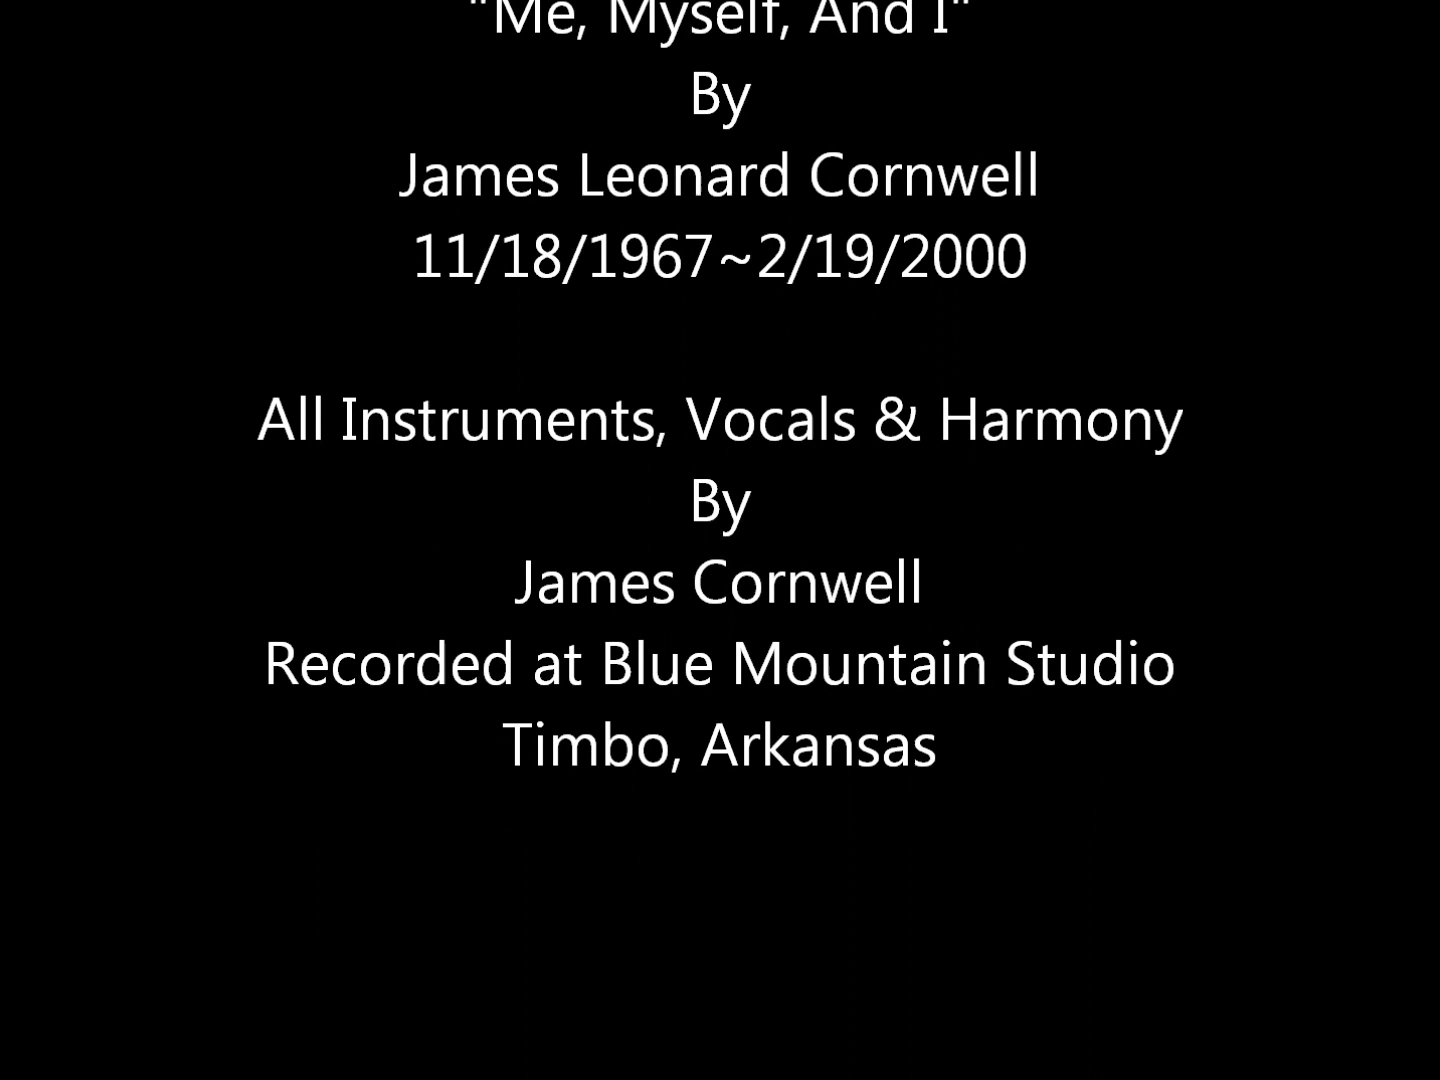 "Me, Myself, And I"
By
James Leonard Cornwell
11/18/1967~2/19/2000
All Instruments, Vocals & Harmony
By
James Cornwell
Recorded at Blue Mountain Studio
Timbo, Arkansas